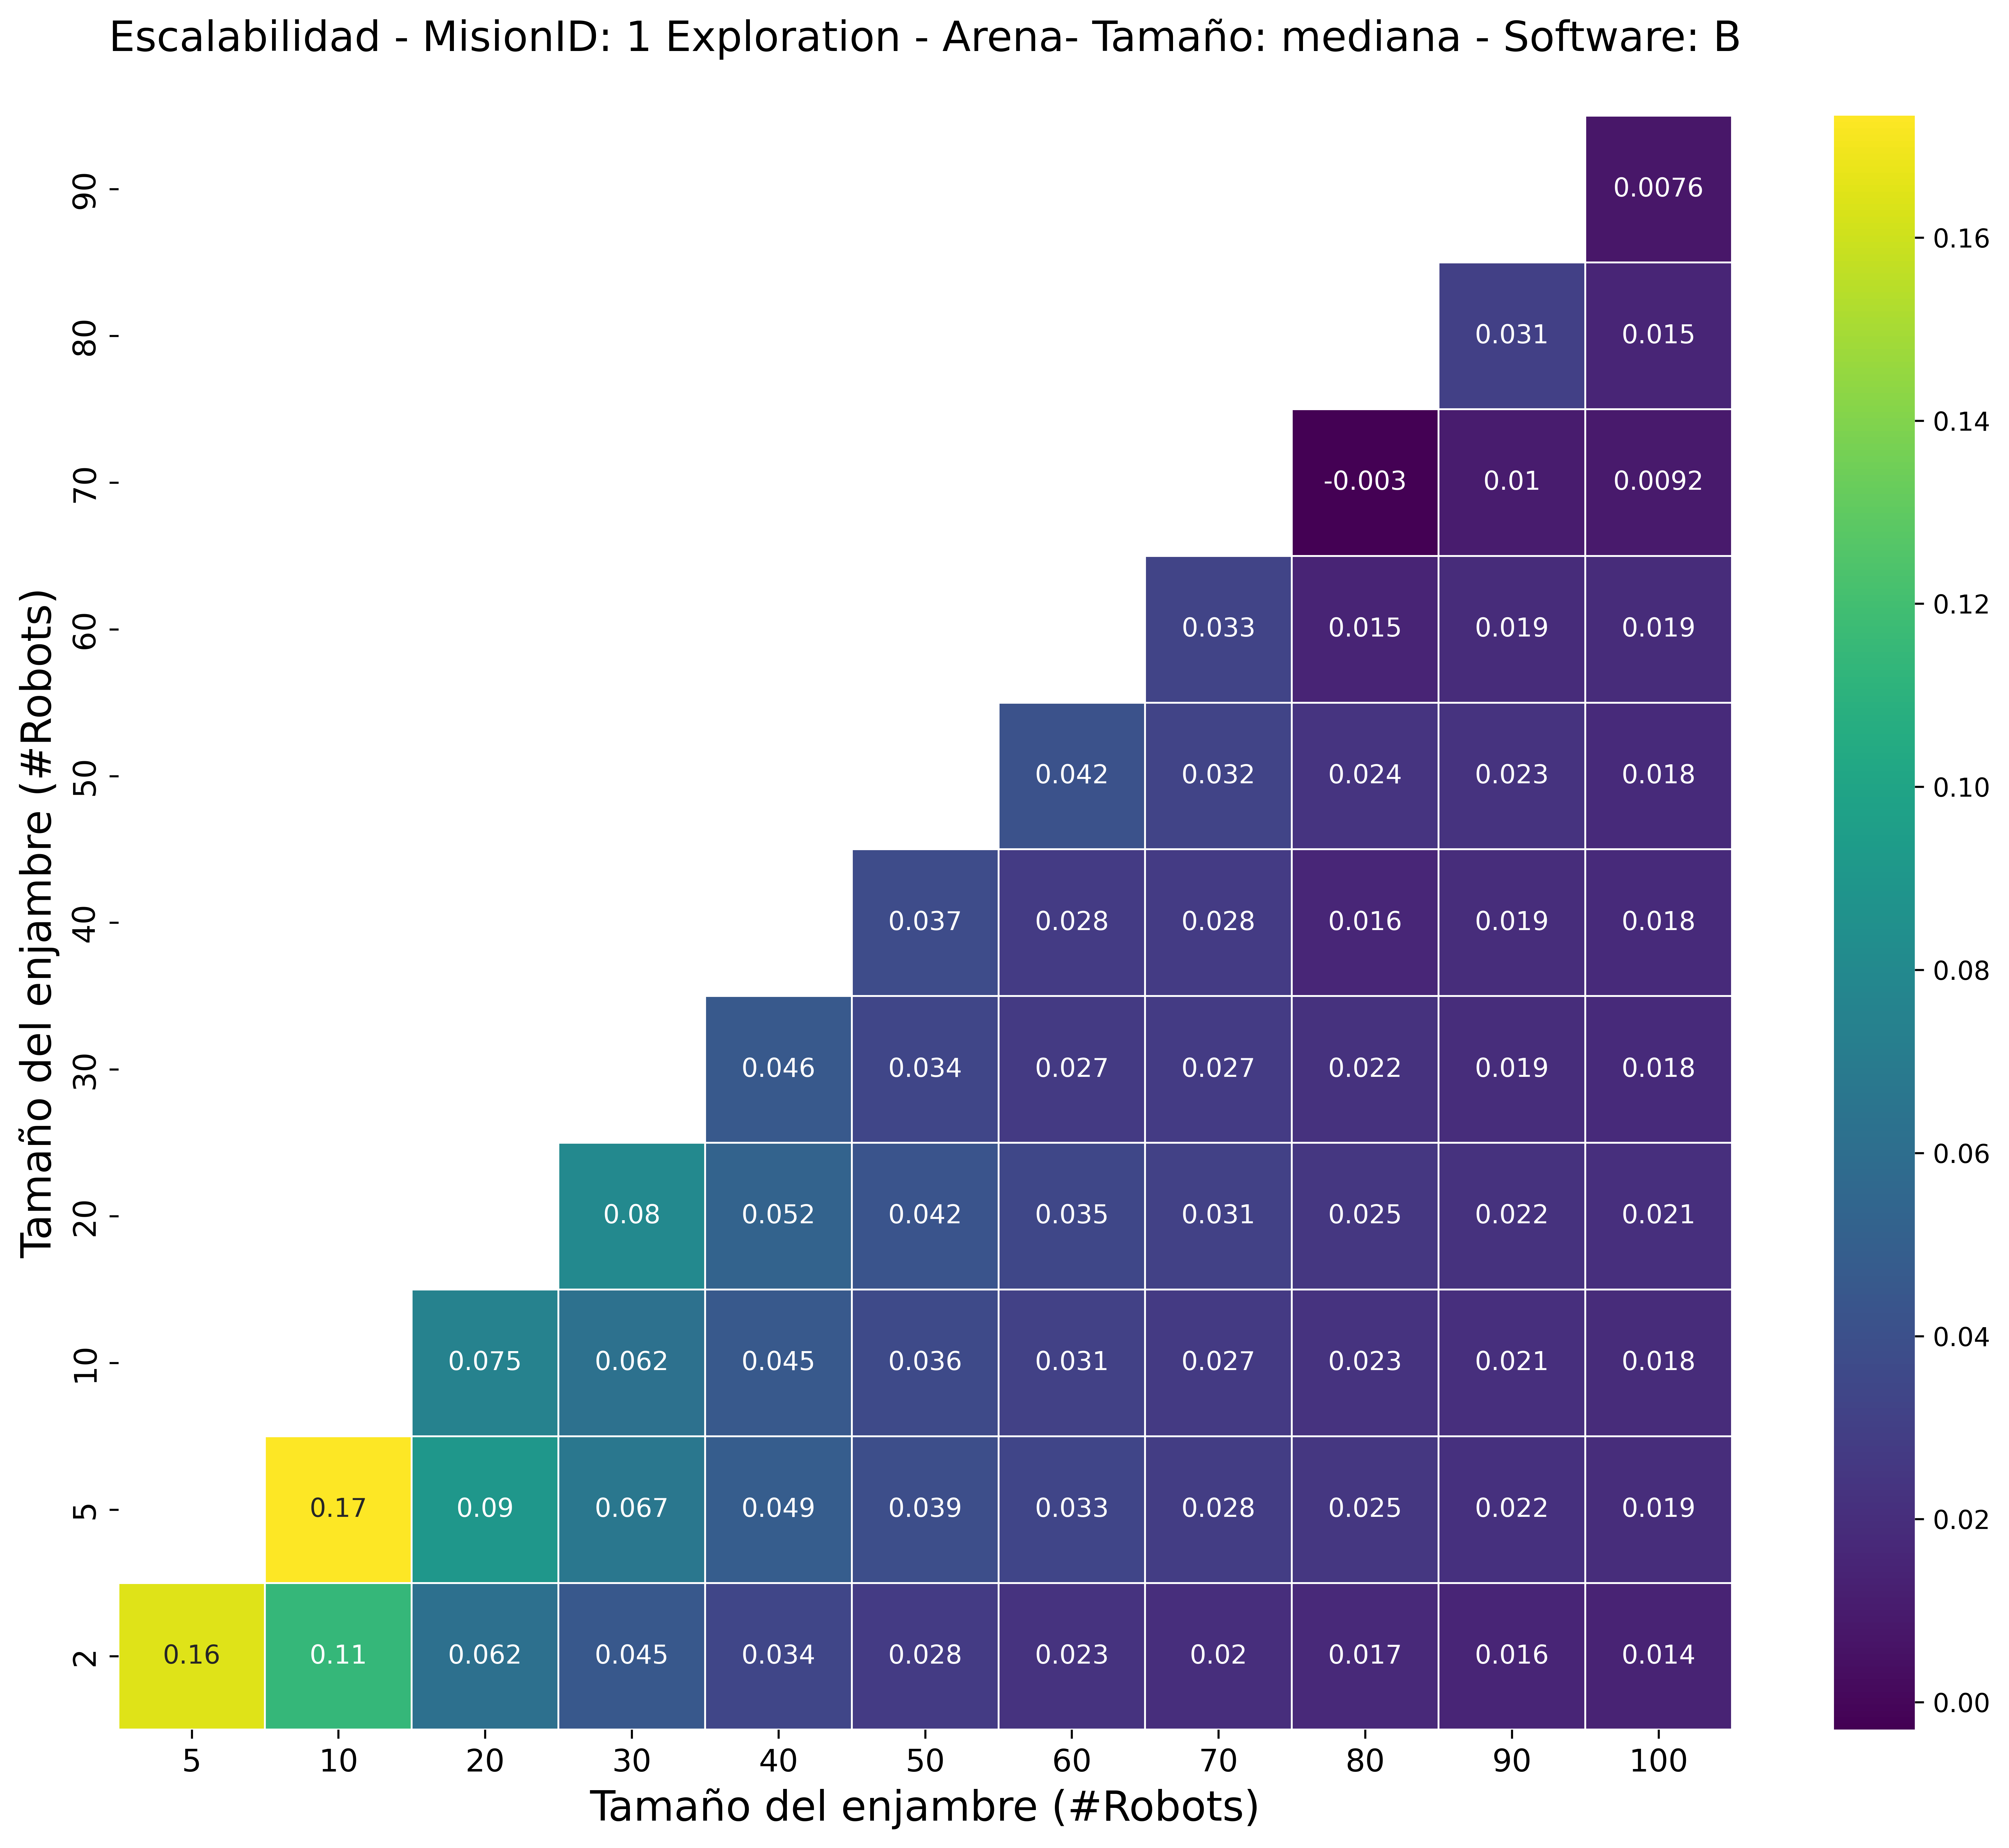 Escalabilidad - MisionID: 1 Exploration - Arena- Tamaño: mediana - Software: B
Tamaño del enjambre (#Robots)
90 0.0076
80 0.031 0.015
70 -0.003 0.01 0.0092
60 0.033 0.015 0.019 0.019
50 0.042 0.032 0.024 0.023 0.018
40 0.037 0.028 0.028 0.016 0.019 0.018
30 0.046 0.034 0.027 0.027 0.022 0.019 0.018
20 0.08 0.052 0.042 0.035 0.031 0.025 0.022 0.021
10 0.075 0.062 0.045 0.036 0.031 0.027 0.023 0.021 0.018
5 0.17 0.09 0.067 0.049 0.039 0.033 0.028 0.025 0.022 0.019
2 0.16 0.11 0.062 0.045 0.034 0.028 0.023 0.02 0.017 0.016 0.014
5 10 20 30 40 50 60 70 80 90 100
Tamaño del enjambre (#Robots)
0.16
0.14
0.12
0.10
0.08
0.06
0.04
0.02
0.00